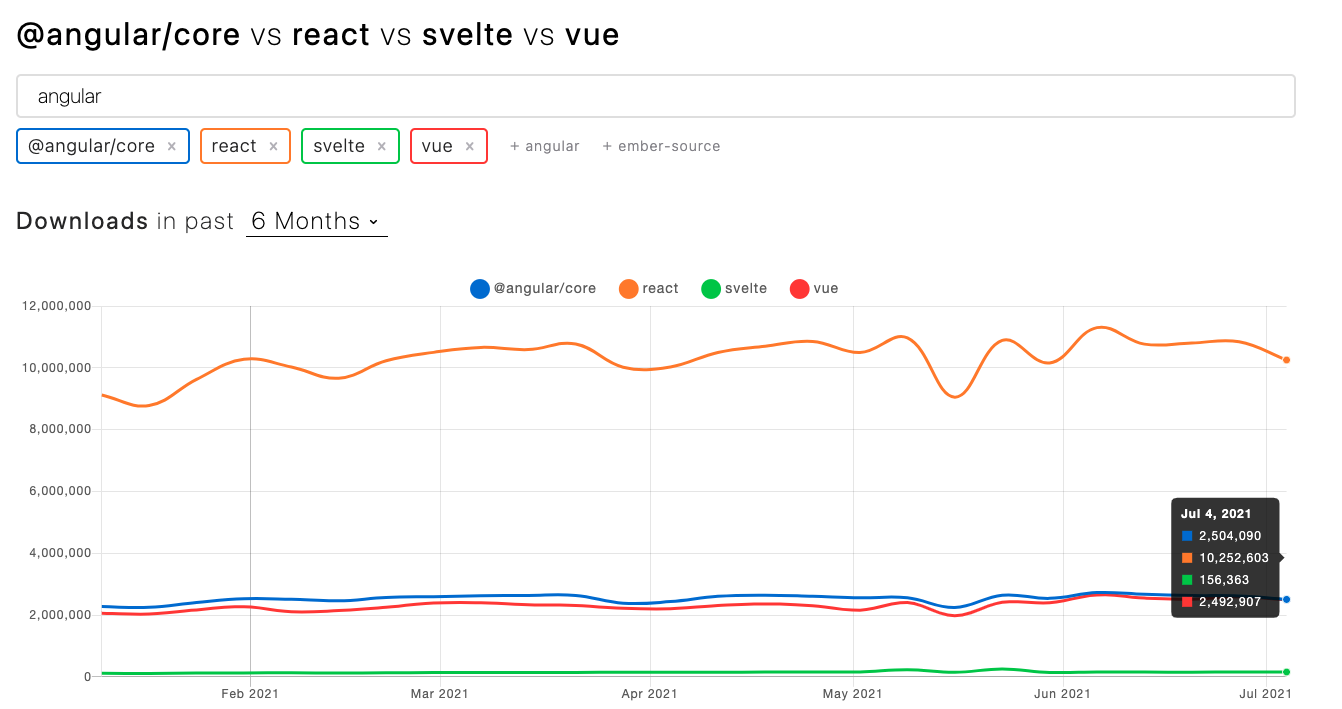 @angular/core vs react vs svelte vs vue
angular
@angular/core × react × svelte × vue × + angular + ember-source
Downloads in past 6 Months
@angular/core react svelte vue
12,000,000
10,000,000
8,000,000
6,000,000
4,000,000
2,000,000
0
Jul 4, 2021
2,504,090
10,252,603
156,363
2,492,907
Feb 2021 Mar 2021 Apr 2021 May 2021 Jun 2021 Jul 2021